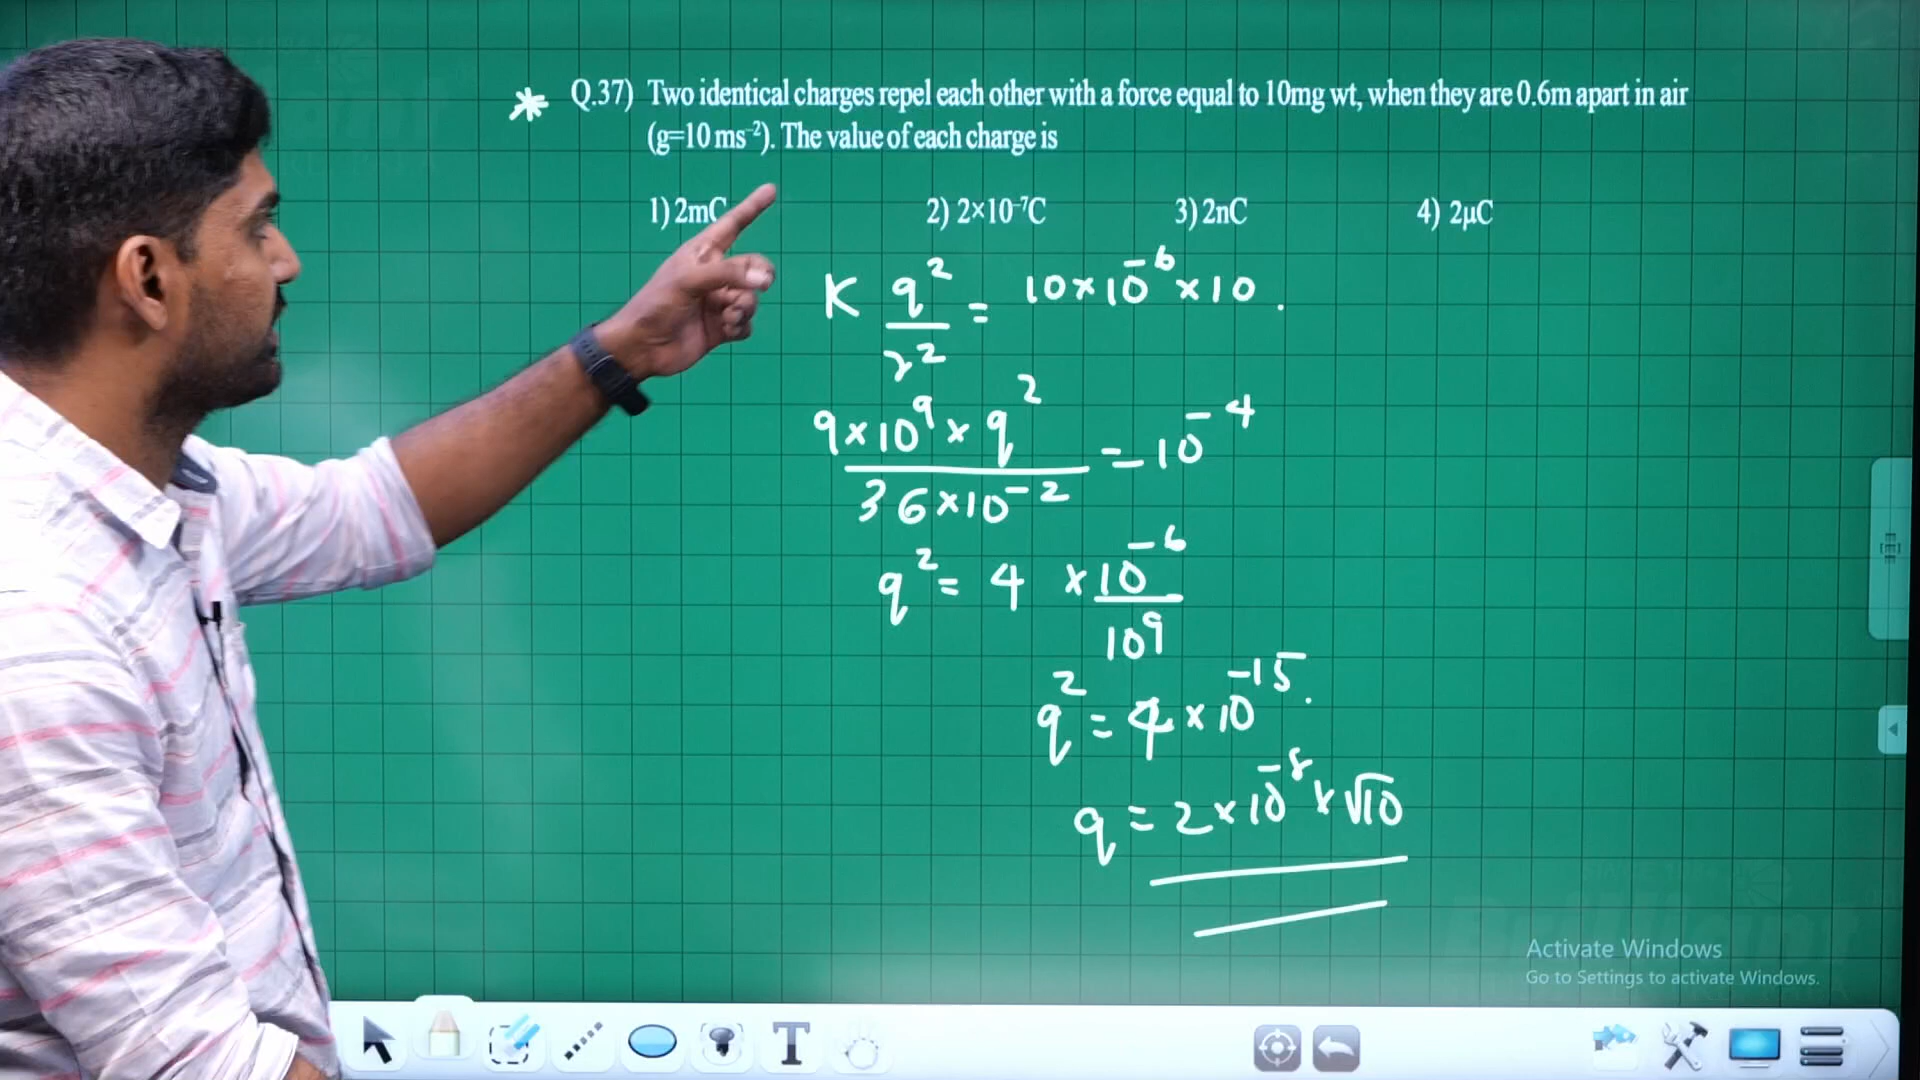 * Q.37) Two identical charges repel each other with a force equal to 10mg wt, when they are 0.6m apart in air
(g=10 ms⁻²). The value of each charge is
1) 2mC 2) 2×10⁻⁷C 3) 2nC 4) 2μC
K q²/r² = 10×10⁻⁶×10.
9×10⁹×q²/36×10⁻² = 10⁻⁴
q² = 4 × 10⁻⁶/10⁹
q² = 4×10⁻¹⁵.
q = 2×10⁻⁸×√10
Activate Windows
Go to Settings to activate Windows.
T